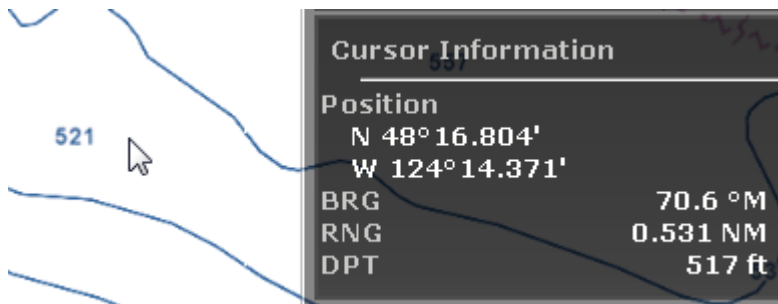 Cursor Information
537
521
Position
N 48°16.804'
W 124°14.371'
BRG 70.6 °M
RNG 0.531 NM
DPT 517 ft